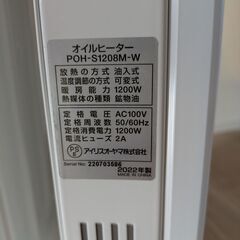 オイルヒーター
POH-S1208M-W
放熱の方式 油入式
温度調節の方式 可変式
暖房能力 1200W
熱媒体の種類 鉱物油
定格電圧 AC100V
定格周波数 50/60Hz
定格消費電力 1200W
電流ヒューズ 2A
PSE アイリスオーヤマ株式会社
Serial No: 220703586
2022年製
MADE IN CHINA